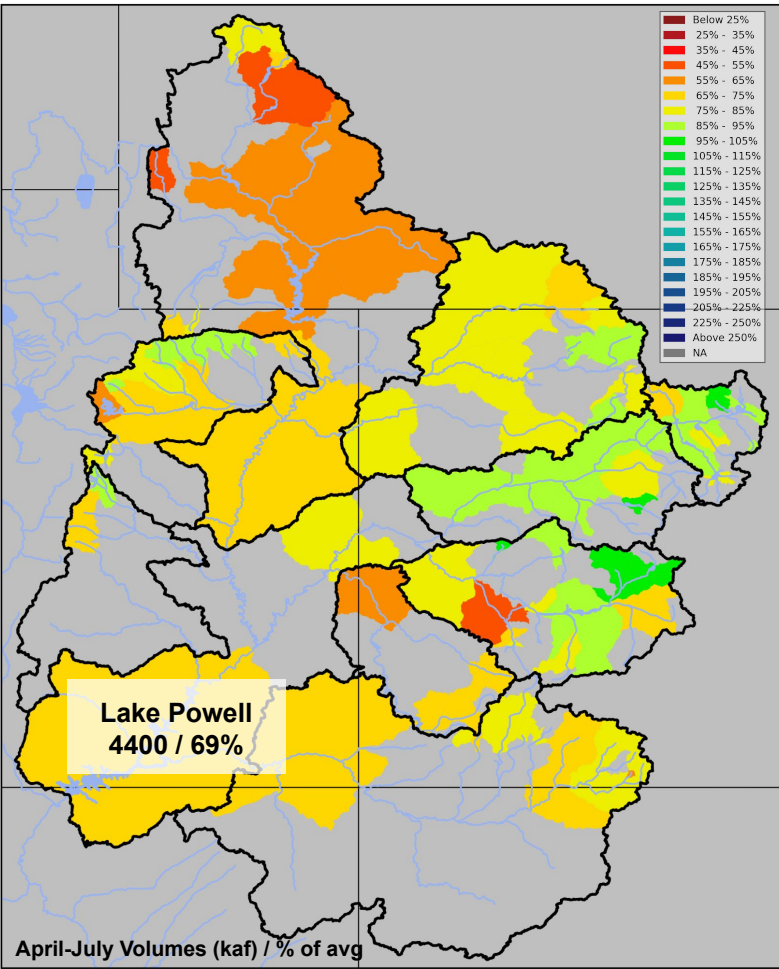 Below 25%
25% - 35%
35% - 45%
45% - 55%
55% - 65%
65% - 75%
75% - 85%
85% - 95%
95% - 105%
105% - 115%
115% - 125%
125% - 135%
135% - 145%
145% - 155%
155% - 165%
165% - 175%
175% - 185%
185% - 195%
195% - 205%
205% - 225%
225% - 250%
Above 250%
NA
Lake Powell
4400 / 69%
April-July Volumes (kaf) / % of avg